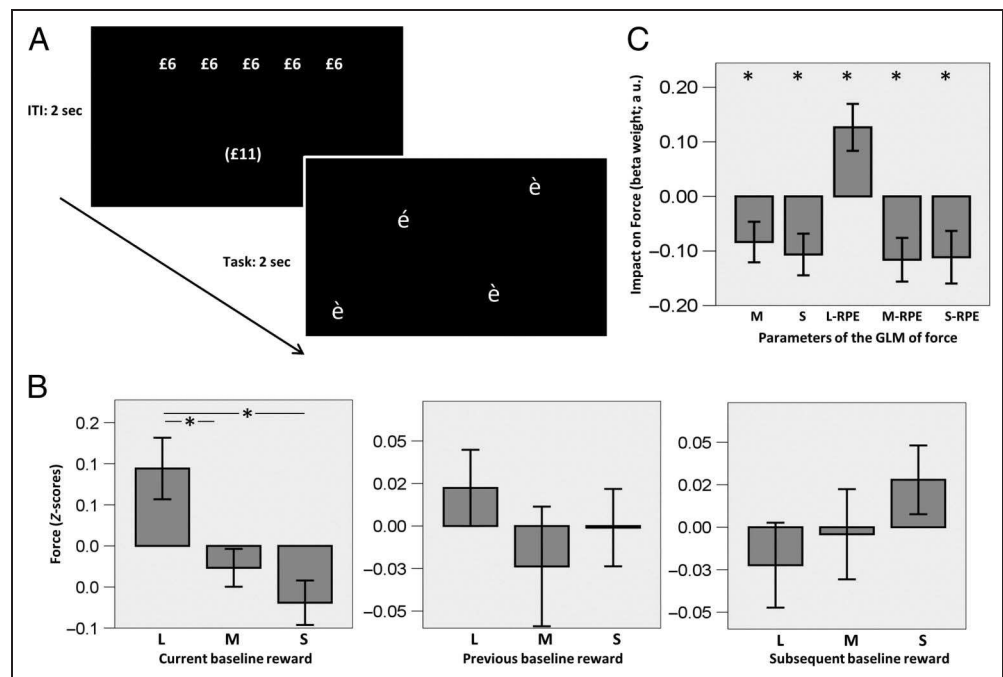 A
£6 £6 £6 £6 £6
ITI: 2 sec
(£11)
è
é
Task: 2 sec
è
è
C
* * * * *
Impact on Force (beta weight; a u.)
0.20
0.10
0.00
−0.10
−0.20
M S L-RPE M-RPE S-RPE
Parameters of the GLM of force
B
* *
Force (Z-scores)
0.2
0.1
0.1
0.0
0.0
−0.1
L M S
Current baseline reward
0.05
0.02
0.00
−0.03
−0.05
L M S
Previous baseline reward
0.05
0.02
0.00
−0.03
0.05
L M S
Subsequent baseline reward